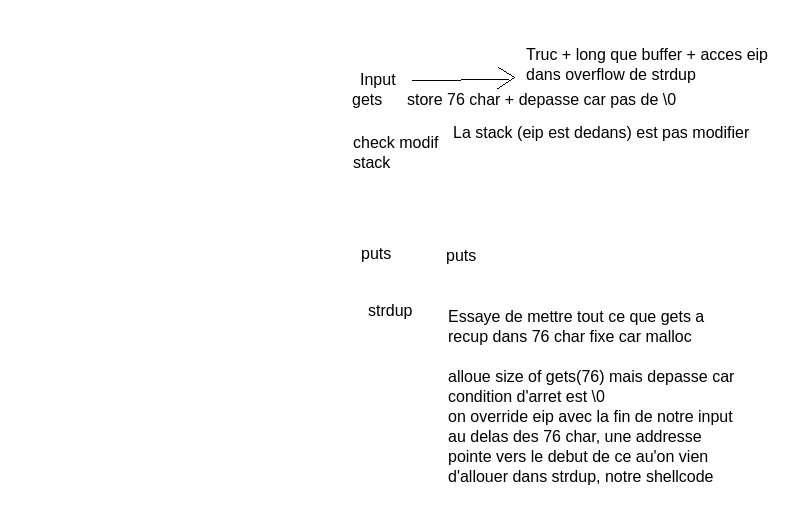 Truc + long que buffer + acces eip
dans overflow de strdup
Input
gets store 76 char + depasse car pas de \0
La stack (eip est dedans) est pas modifier
check modif
stack
puts puts
strdup
Essaye de mettre tout ce que gets a
recup dans 76 char fixe car malloc
alloue size of gets(76) mais depasse car
condition d'arret est \0
on override eip avec la fin de notre input
au delas des 76 char, une addresse
pointe vers le debut de ce au'on vien
d'allouer dans strdup, notre shellcode